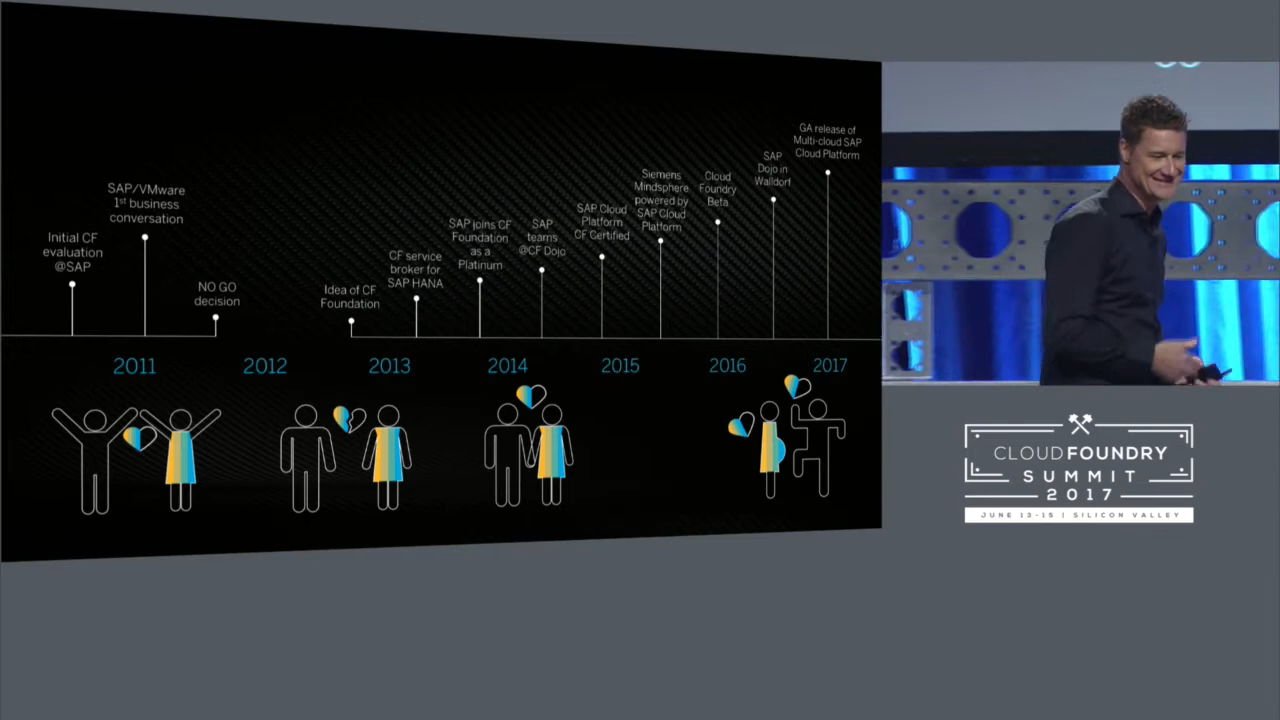 Initial CF
evaluation
@SAP
SAP/VMware
1st business
conversation
NO GO
decision
Idea of CF
Foundation
CF service
broker for
SAP HANA
SAP joins CF
Foundation
as a
Platinum
SAP
teams
@CF Dojo
SAP Cloud
Platform
CF Certified
Siemens
Mindsphere
powered by
SAP Cloud
Platform
Cloud
Foundry
Beta
SAP
Dojo in
Walldorf
GA release of
Multi-cloud SAP
Cloud Platform
2011
2012
2013
2014
2015
2016
2017
CLOUDFOUNDRY
SUMMIT
2017
JUNE 13-15 | SILICON VALLEY